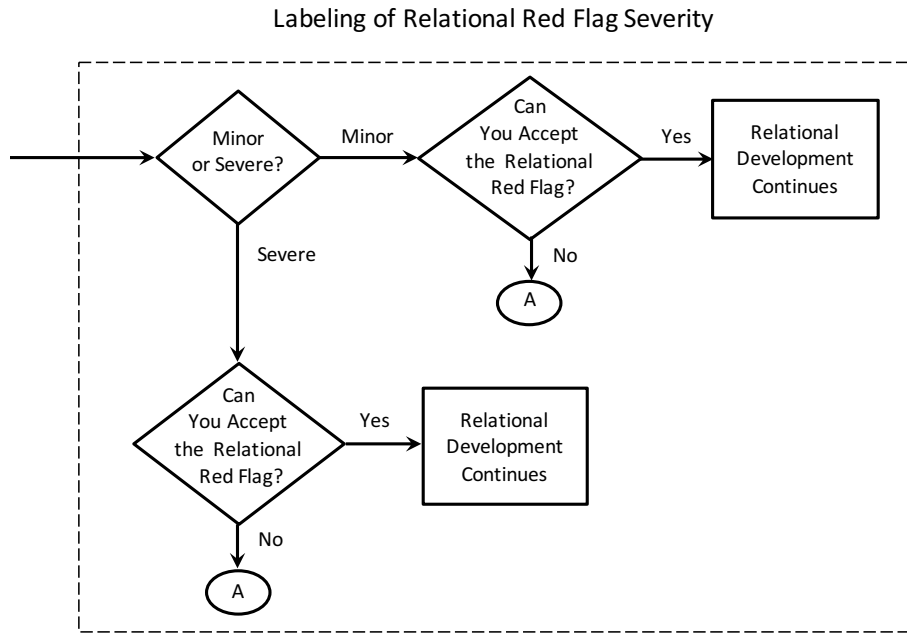 Labeling of Relational Red Flag Severity
Minor
or Severe?
Minor
Can
You Accept
the Relational
Red Flag?
Yes
Relational
Development
Continues
No
A
Severe
Can
You Accept
the Relational
Red Flag?
Yes
Relational
Development
Continues
No
A